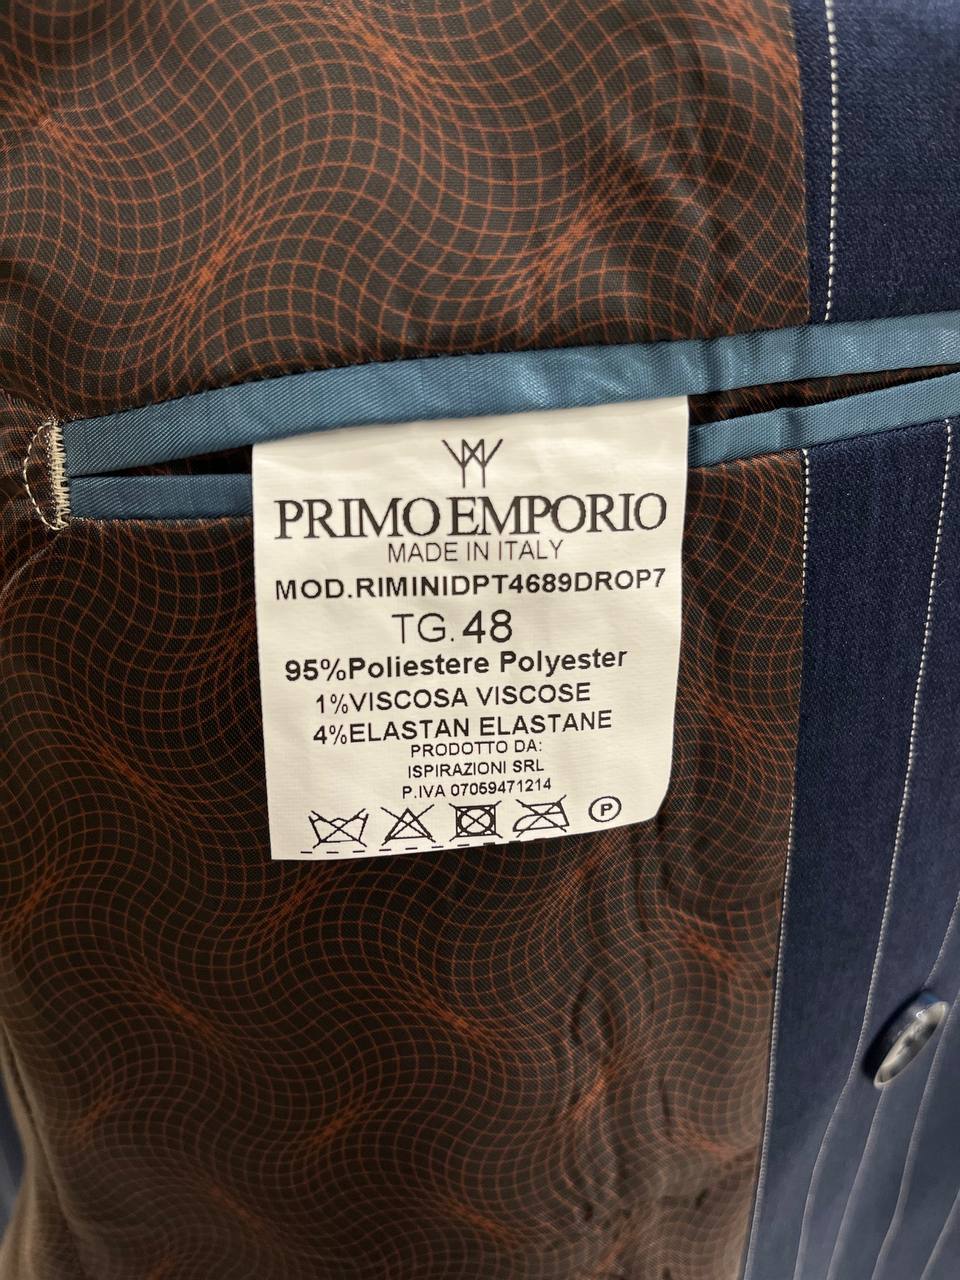 PRIMO EMPORIO
MADE IN ITALY
MOD.RIMINIDPT4689DROP7
TG. 48
95%Poliestere Polyester
1%VISCOSA VISCOSE
4%ELASTAN ELASTANE
PRODOTTO DA:
ISPIRAZIONI SRL
P.IVA 07059471214
P